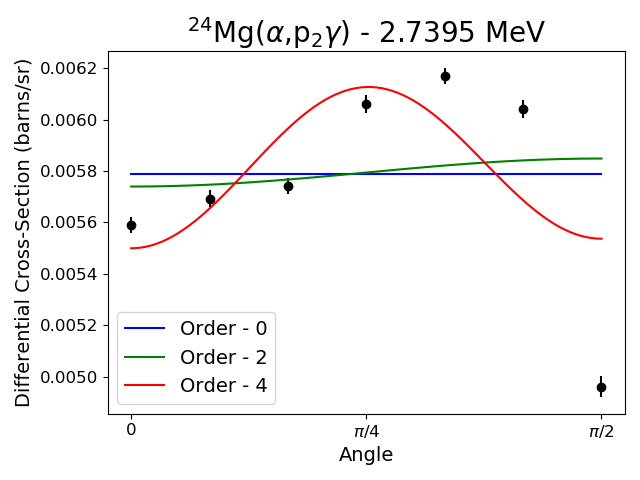 ²⁴Mg(α,p₂γ) - 2.7395 MeV
Differential Cross-Section (barns/sr)
0.0062
0.0060
0.0058
0.0056
0.0054
0.0052
0.0050
Order - 0
Order - 2
Order - 4
0 π/4 π/2
Angle